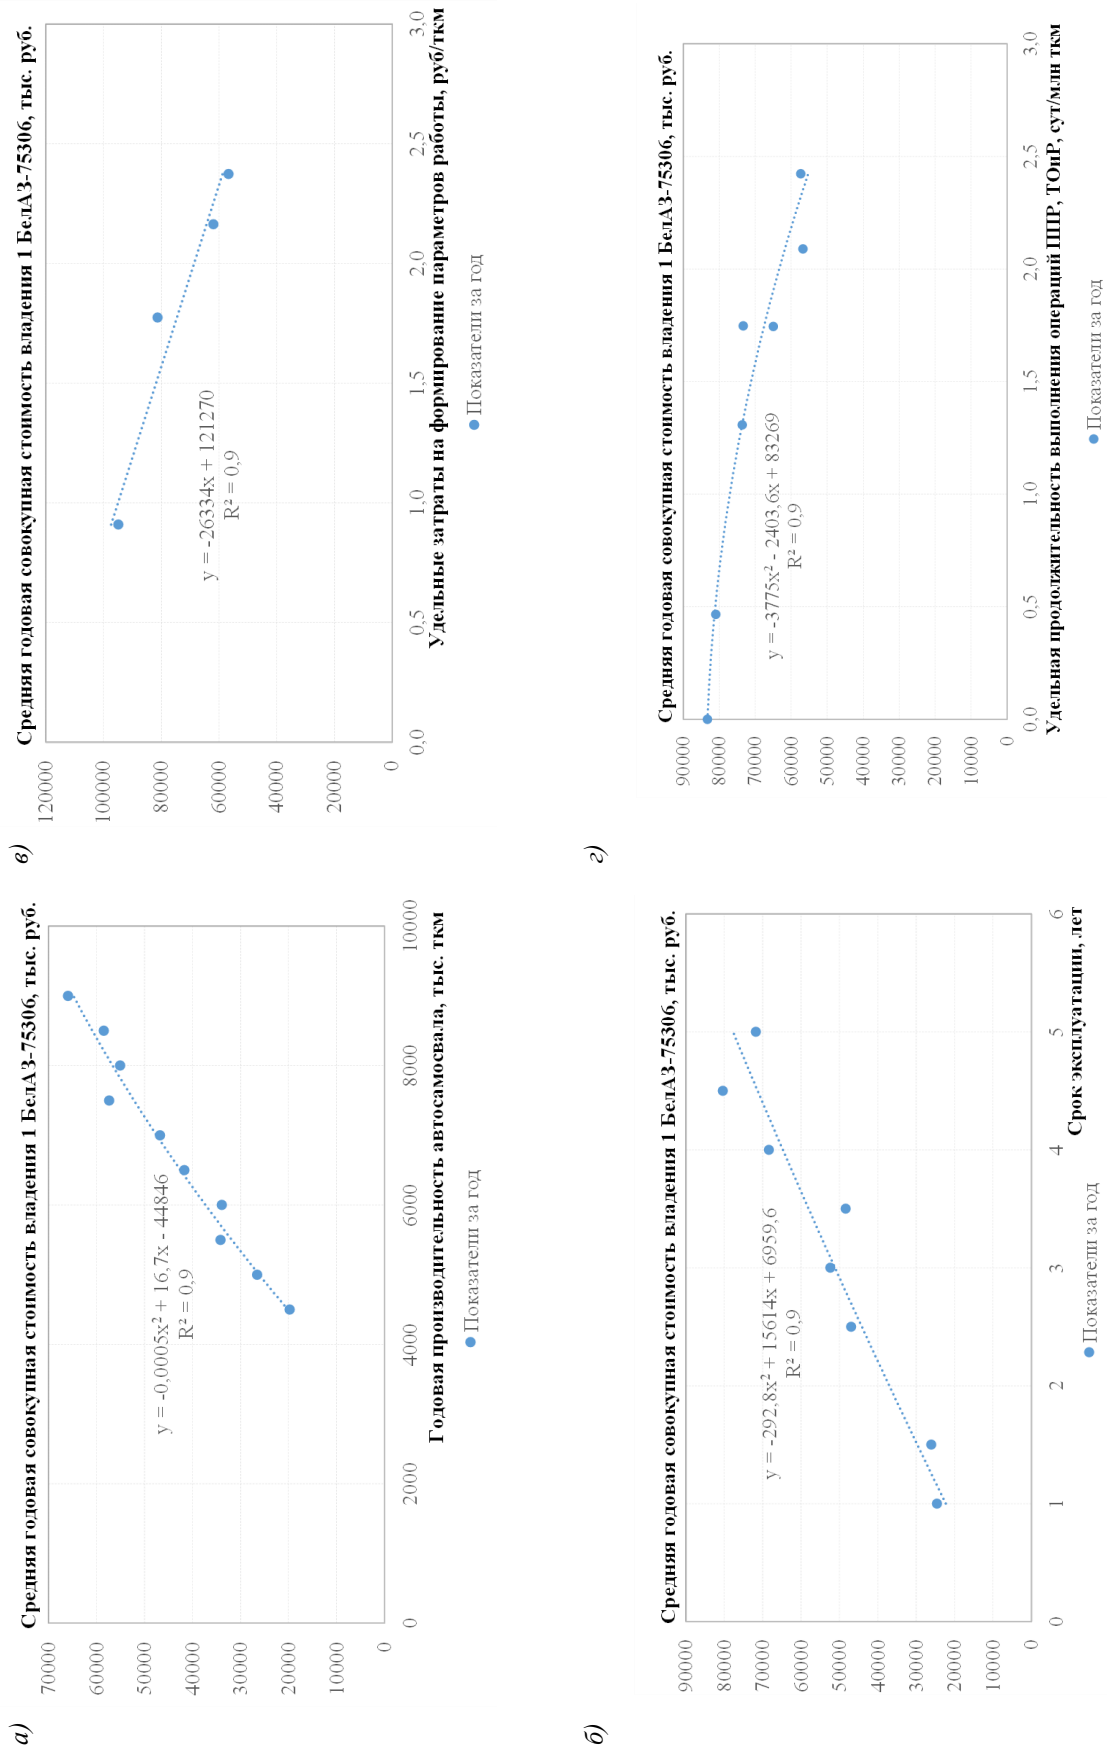 а)
Средняя годовая совокупная стоимость владения 1 БелАЗ-75306, тыс. руб.
70000
60000
50000
40000
30000
20000
10000
0
y = -0,0005x² + 16,7x - 44846
R² = 0,9
0
2000
4000
6000
8000
10000
Годовая производительность автосамосвала, тыс. ткм
Показатели за год
в)
Средняя годовая совокупная стоимость владения 1 БелАЗ-75306, тыс. руб.
120000
100000
80000
60000
40000
20000
0
y = -26334x + 121270
R² = 0,9
0,0
0,5
1,0
1,5
2,0
2,5
3,0
Удельные затраты на формирование параметров работы, руб/ткм
Показатели за год
б)
Средняя годовая совокупная стоимость владения 1 БелАЗ-75306, тыс. руб.
90000
80000
70000
60000
50000
40000
30000
20000
10000
0
y = -292,8x² + 15614x + 6959,6
R² = 0,9
0
1
2
3
4
5
6
Срок эксплуатации, лет
Показатели за год
г)
Средняя годовая совокупная стоимость владения 1 БелАЗ-75306, тыс. руб.
90000
80000
70000
60000
50000
40000
30000
20000
10000
0
y = -3775x² - 2403,6x + 83269
R² = 0,9
0,0
0,5
1,0
1,5
2,0
2,5
3,0
Удельная продолжительность выполнения операций ППР, ТОиР, сут/млн ткм
Показатели за год